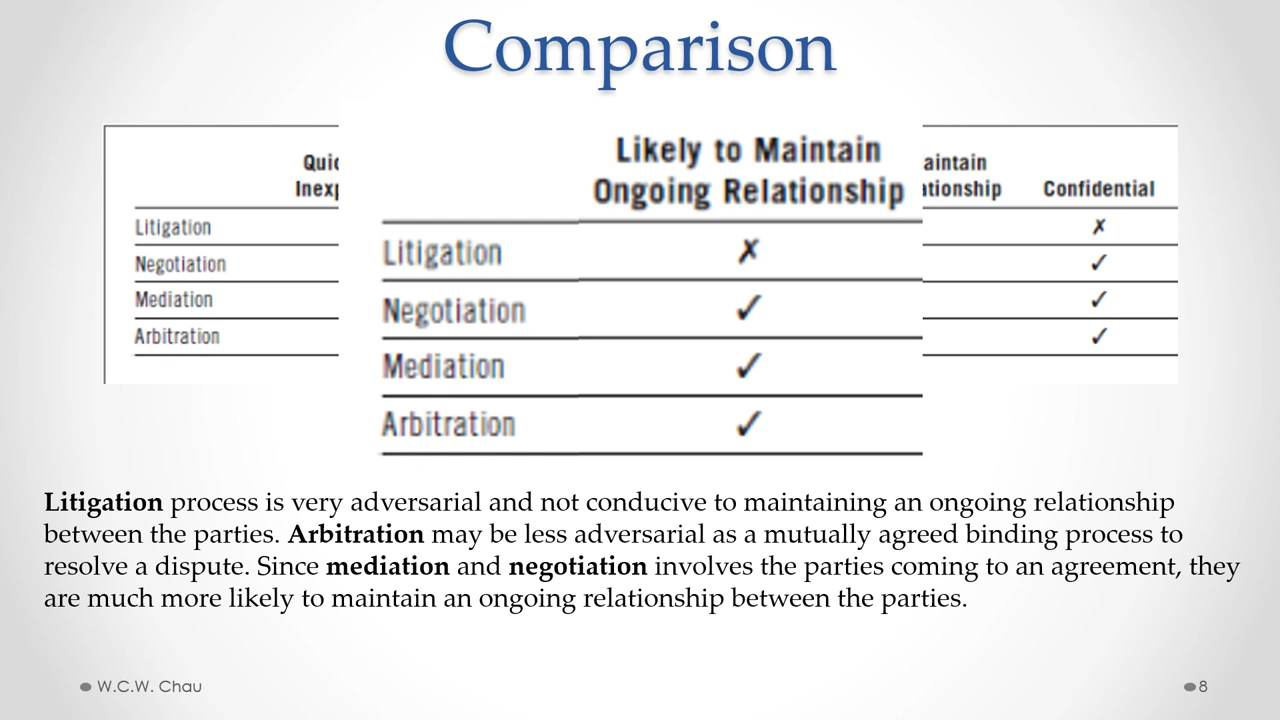 Comparison
Likely to Maintain
Ongoing Relationship
Litigation ✗
Negotiation ✓
Mediation ✓
Arbitration ✓
Confidential
Litigation ✗
Negotiation ✓
Mediation ✓
Arbitration ✓
Litigation process is very adversarial and not conducive to maintaining an ongoing relationship
between the parties. Arbitration may be less adversarial as a mutually agreed binding process to
resolve a dispute. Since mediation and negotiation involves the parties coming to an agreement, they
are much more likely to maintain an ongoing relationship between the parties.
W.C.W. Chau
8